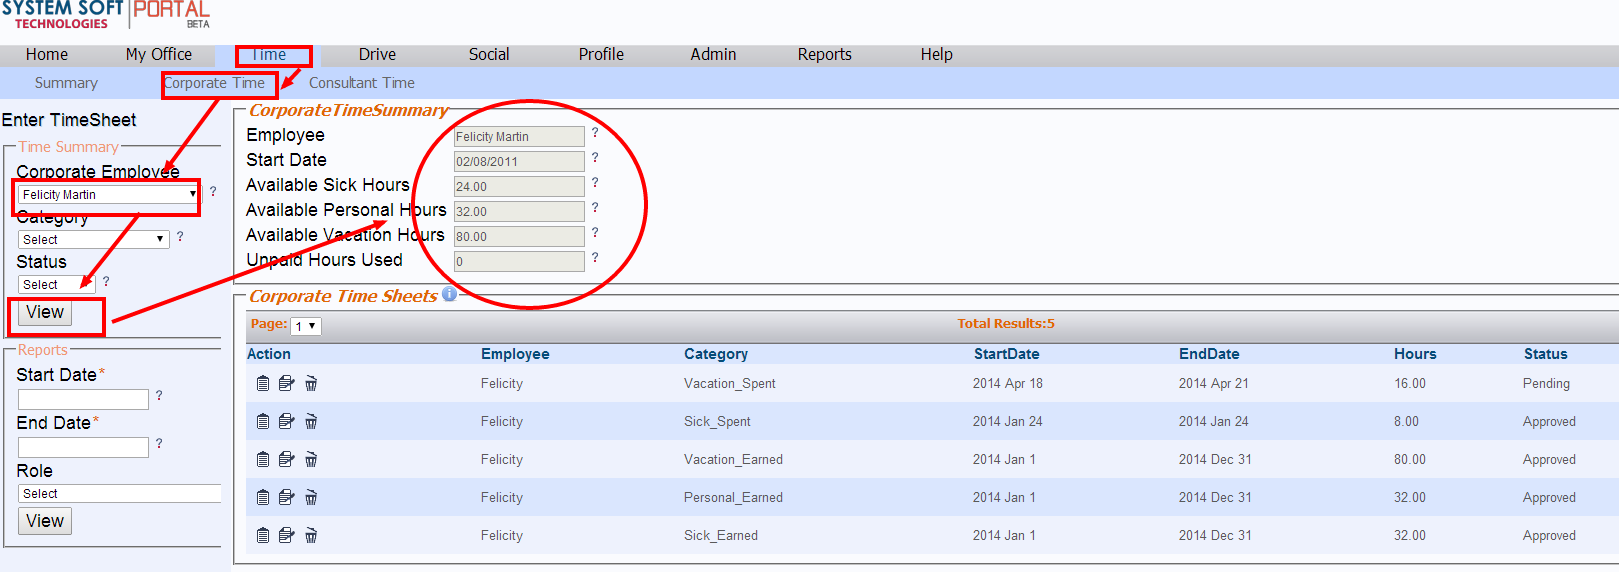 SYSTEM SOFT PORTAL
TECHNOLOGIES BETA
Home My Office Time Drive Social Profile Admin Reports Help
Summary Corporate Time Consultant Time
Enter TimeSheet
Time Summary
Corporate Employee
Felicity Martin ?
Category
Select ?
Status
Select ?
View
Reports
Start Date*
?
End Date*
?
Role
Select
View
CorporateTimeSummary
Employee Felicity Martin ?
Start Date 02/08/2011 ?
Available Sick Hours 24.00 ?
Available Personal Hours 32.00 ?
Available Vacation Hours 80.00 ?
Unpaid Hours Used 0 ?
Corporate Time Sheets i
Page: 1 Total Results:5
Action Employee Category StartDate EndDate Hours Status
Felicity Vacation_Spent 2014 Apr 18 2014 Apr 21 16.00 Pending
Felicity Sick_Spent 2014 Jan 24 2014 Jan 24 8.00 Approved
Felicity Vacation_Earned 2014 Jan 1 2014 Dec 31 80.00 Approved
Felicity Personal_Earned 2014 Jan 1 2014 Dec 31 32.00 Approved
Felicity Sick_Earned 2014 Jan 1 2014 Dec 31 32.00 Approved